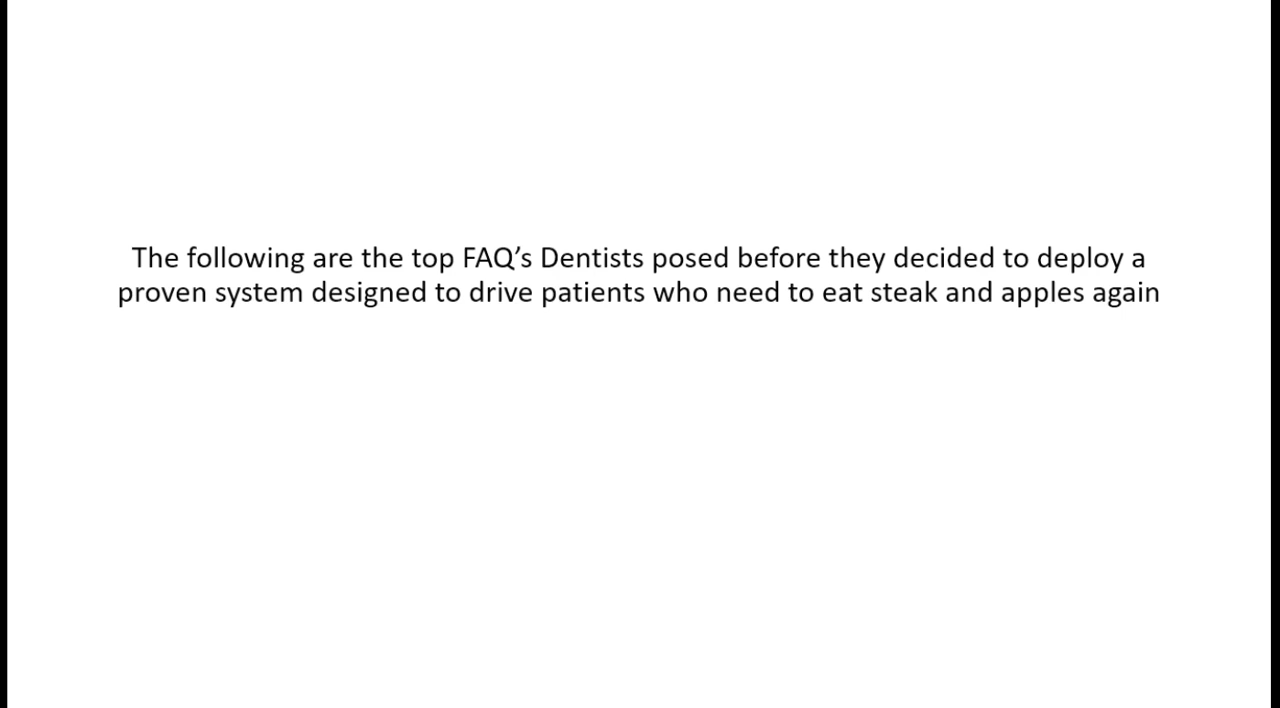 The following are the top FAQ’s Dentists posed before they decided to deploy a
proven system designed to drive patients who need to eat steak and apples again